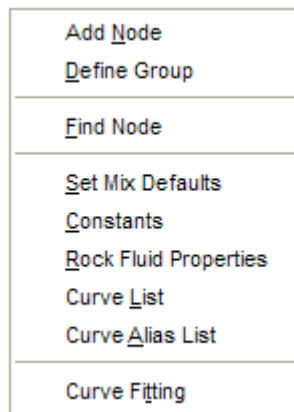 Add Node
Define Group
Find Node
Set Mix Defaults
Constants
Rock Fluid Properties
Curve List
Curve Alias List
Curve Fitting